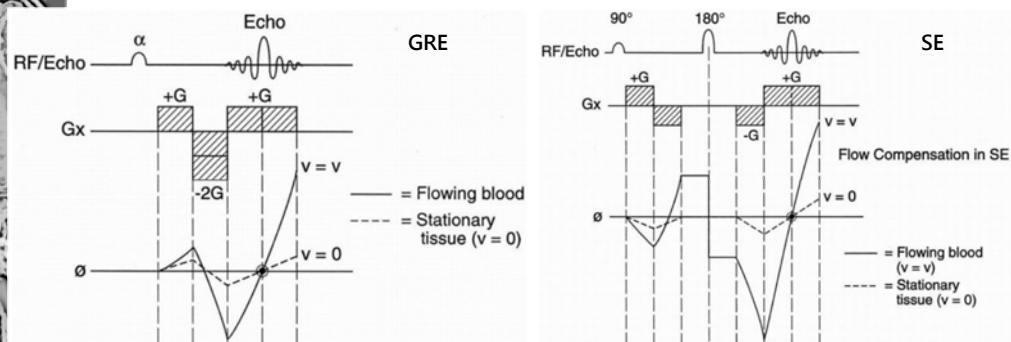 Echo
α
GRE
RF/Echo
+G
+G
Gx
-2G
v = v
= Flowing blood
= Stationary
tissue (v = 0)
v = 0
ø
90°
180°
Echo
SE
RF/Echo
+G
+G
Gx
-G
v = v
Flow Compensation in SE
v = 0
ø
= Flowing blood
(v = v)
= Stationary
tissue (v = 0)